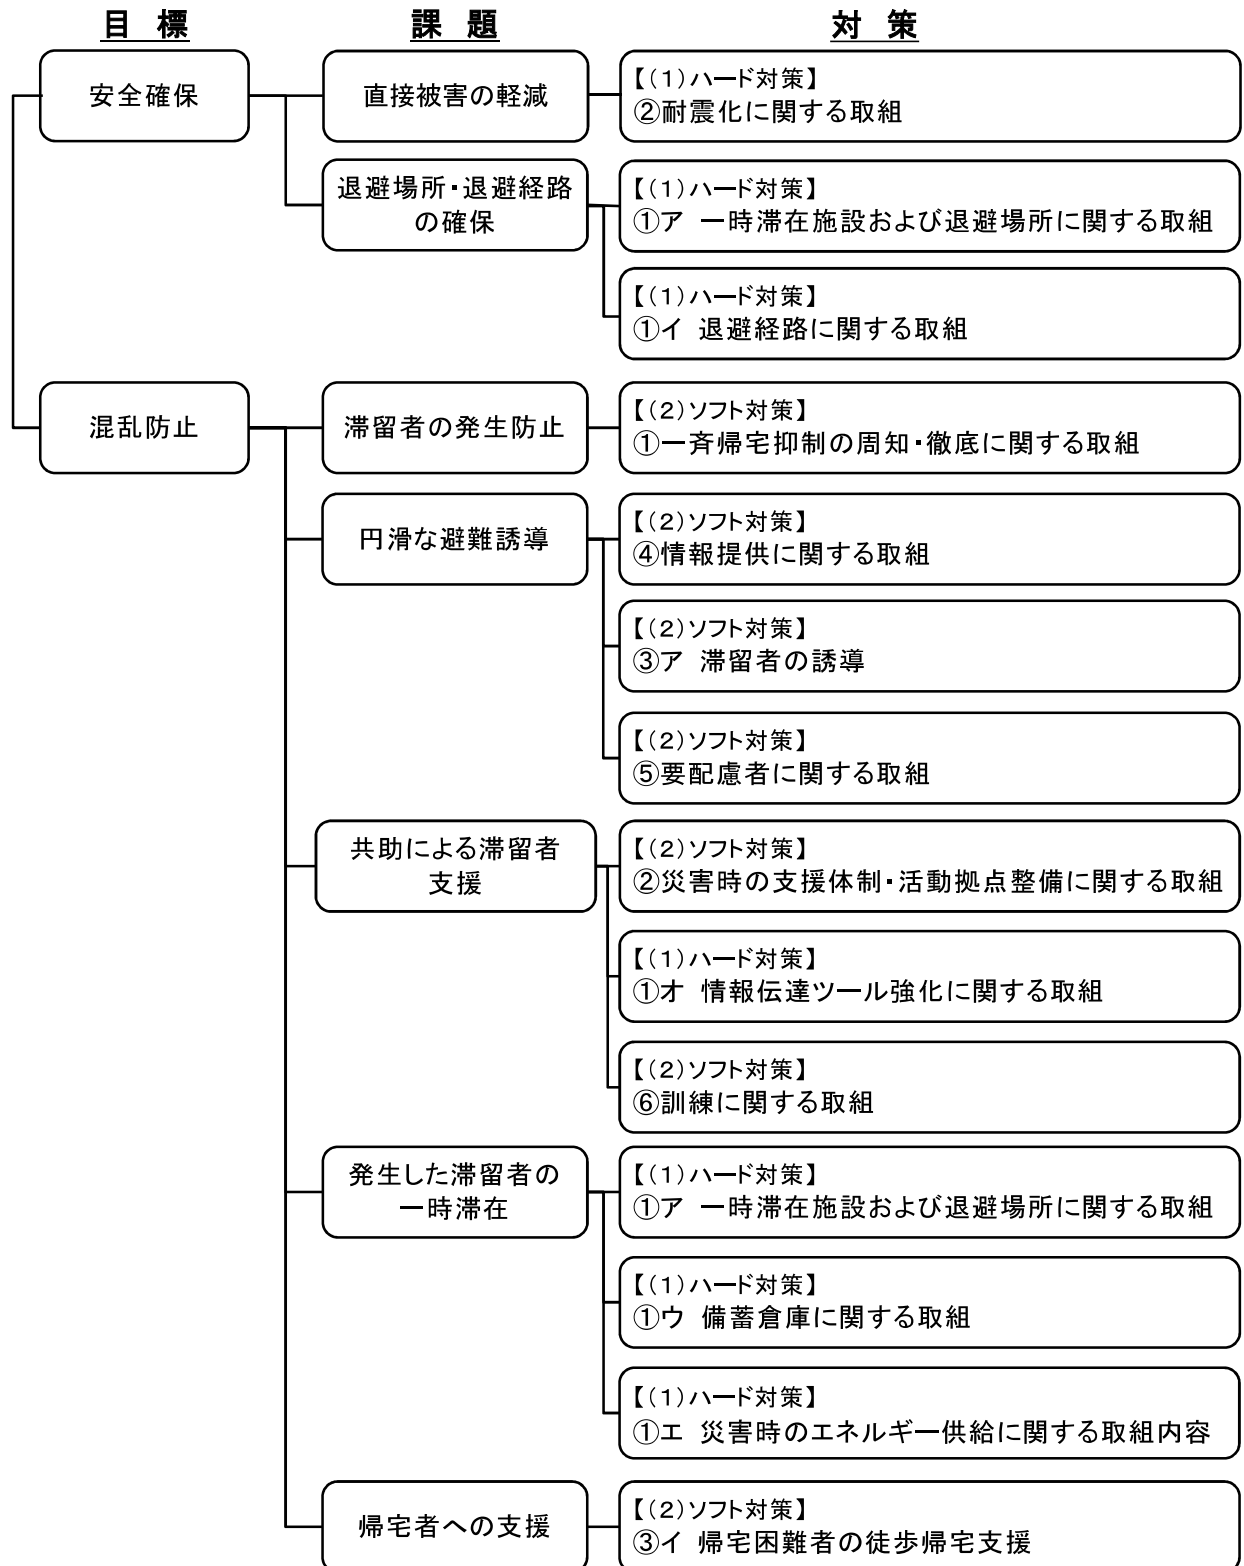 目 標
課 題
対 策
安全確保
直接被害の軽減
【(1)ハード対策】
②耐震化に関する取組
退避場所・退避経路
の確保
【(1)ハード対策】
①ア 一時滞在施設および退避場所に関する取組
【(1)ハード対策】
①イ 退避経路に関する取組
混乱防止
滞留者の発生防止
【(2)ソフト対策】
①一斉帰宅抑制の周知・徹底に関する取組
円滑な避難誘導
【(2)ソフト対策】
④情報提供に関する取組
【(2)ソフト対策】
③ア 滞留者の誘導
【(2)ソフト対策】
⑤要配慮者に関する取組
共助による滞留者
支援
【(2)ソフト対策】
②災害時の支援体制・活動拠点整備に関する取組
【(1)ハード対策】
①オ 情報伝達ツール強化に関する取組
【(2)ソフト対策】
⑥訓練に関する取組
発生した滞留者の
一時滞在
【(1)ハード対策】
①ア 一時滞在施設および退避場所に関する取組
【(1)ハード対策】
①ウ 備蓄倉庫に関する取組
【(1)ハード対策】
①エ 災害時のエネルギー供給に関する取組内容
帰宅者への支援
【(2)ソフト対策】
③イ 帰宅困難者の徒歩帰宅支援